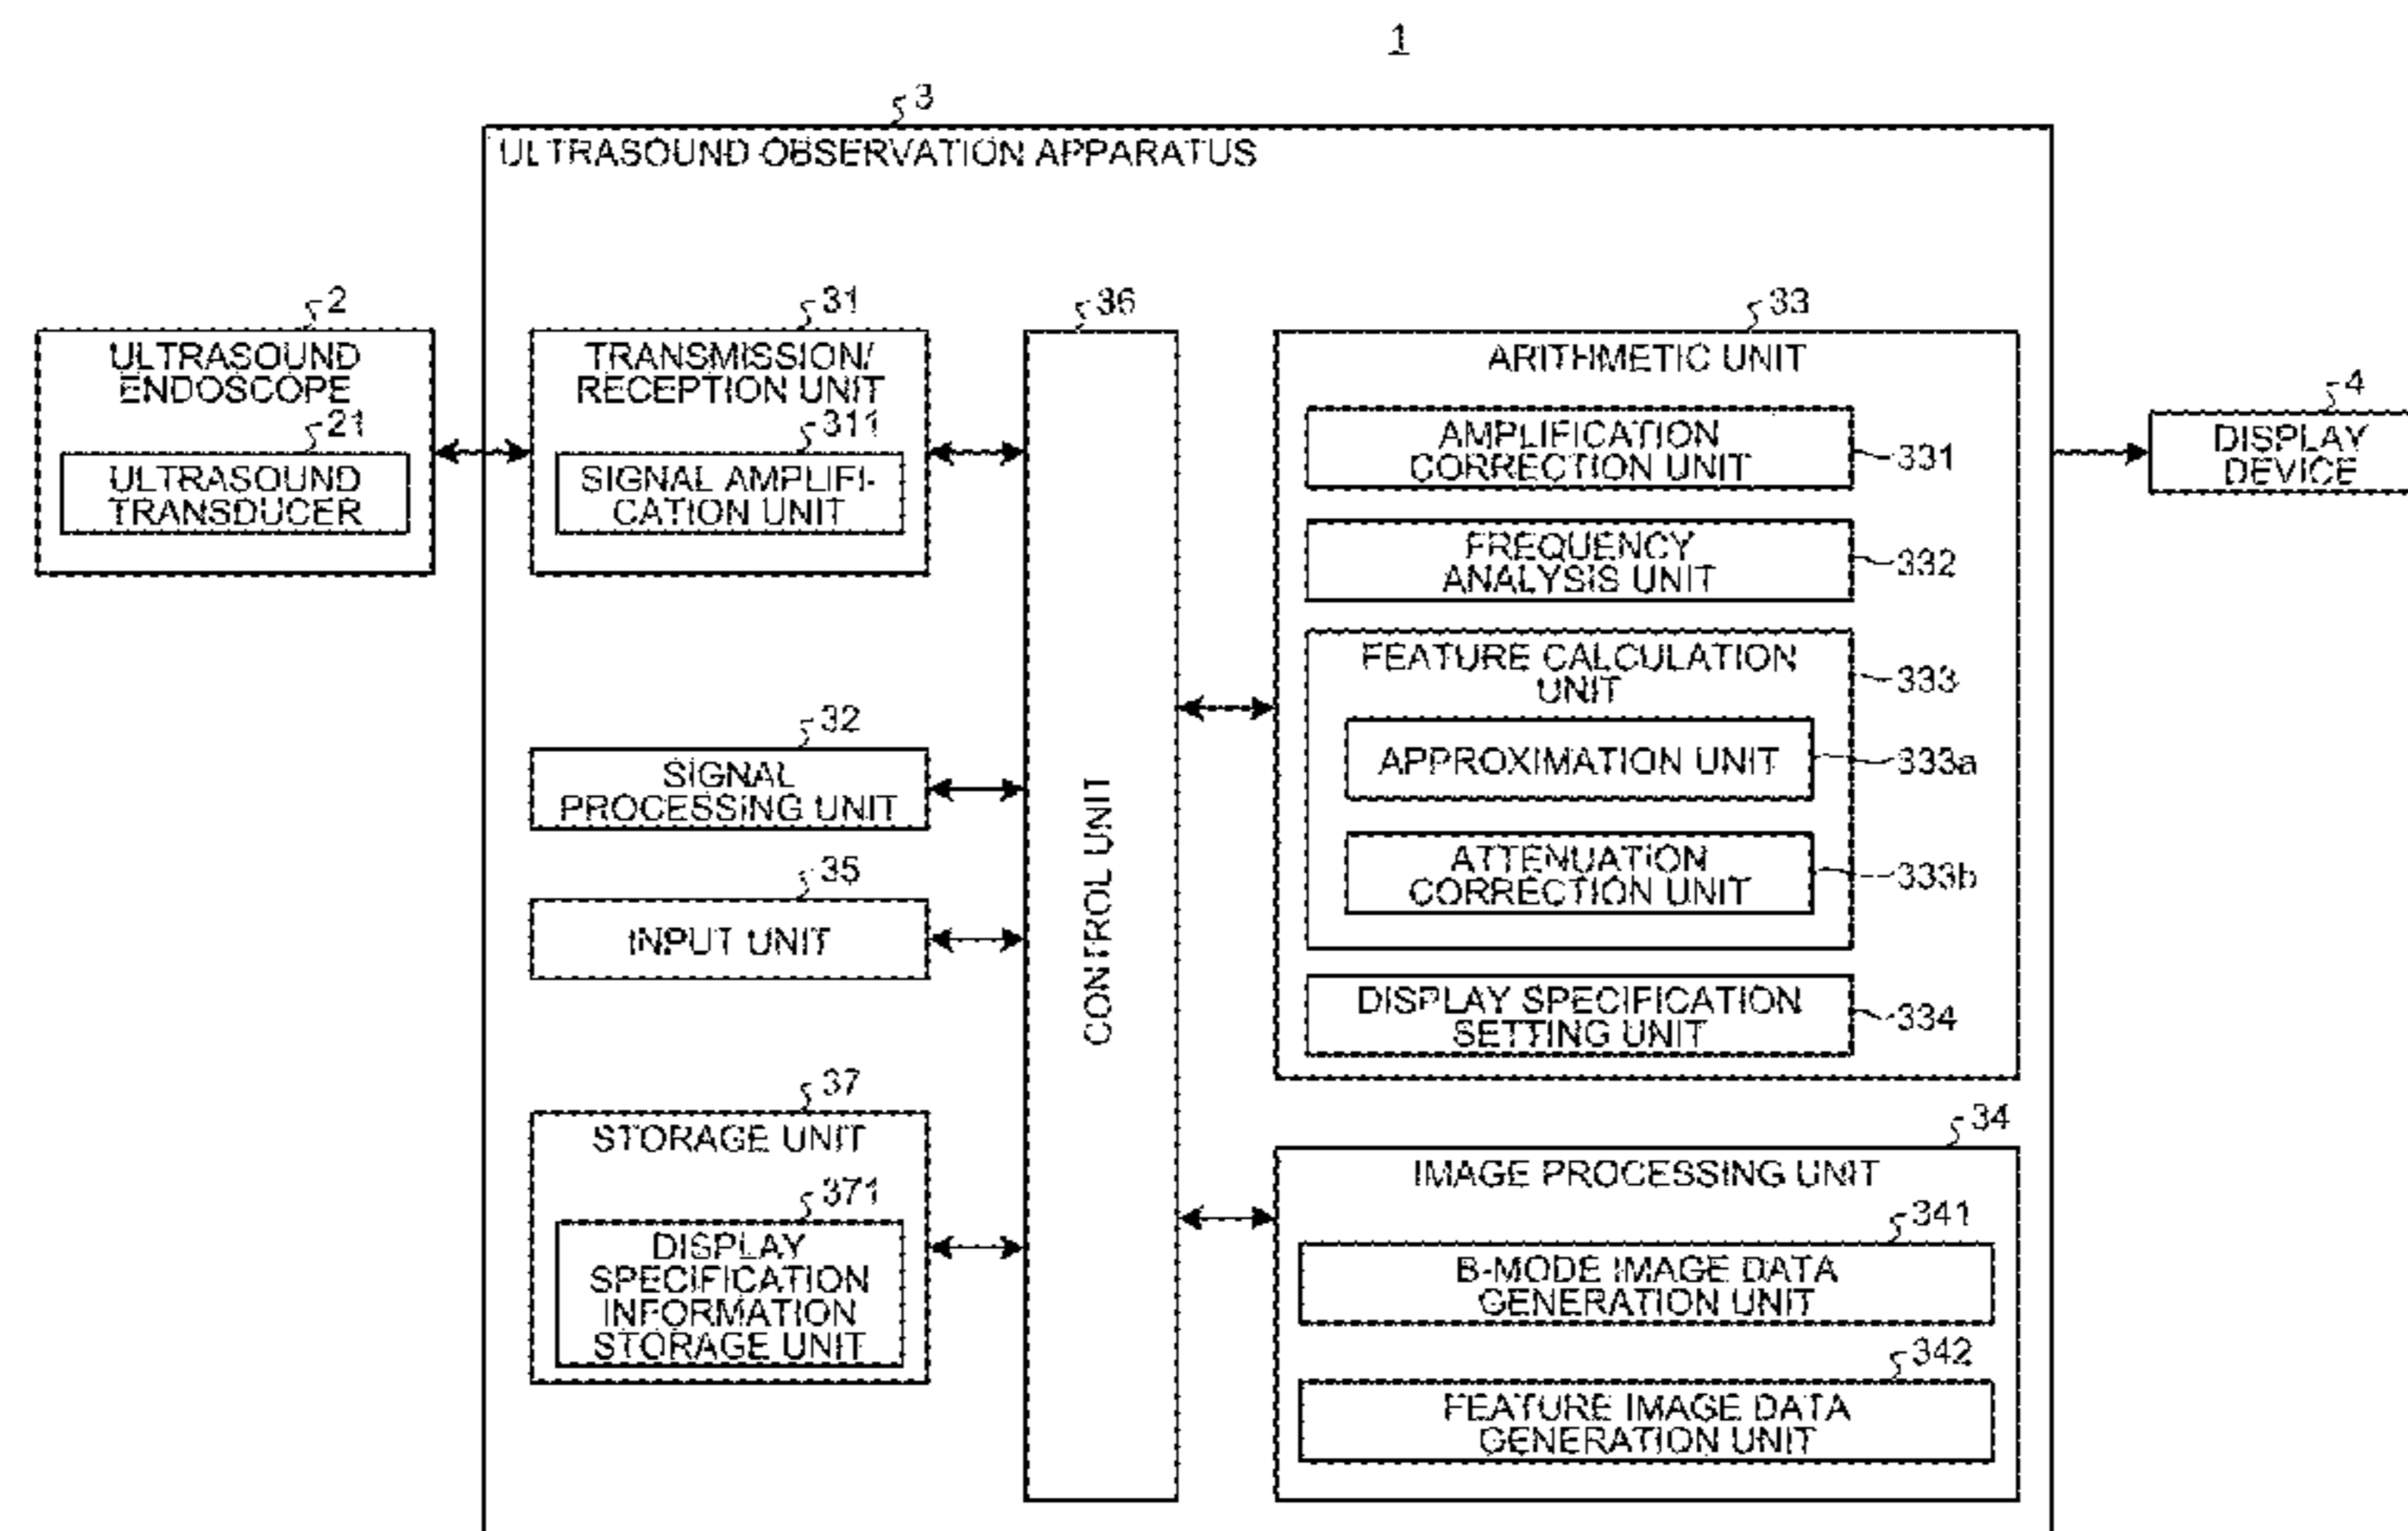 1
3
ULTRASOUND OBSERVATION APPARATUS
2
ULTRASOUND
ENDOSCOPE
21
ULTRASOUND
TRANSDUCER
31
TRANSMISSION/
RECEPTION UNIT
311
SIGNAL AMPLIFI-
CATION UNIT
32
SIGNAL
PROCESSING UNIT
35
INPUT UNIT
37
STORAGE UNIT
371
DISPLAY
SPECIFICATION
INFORMATION
STORAGE UNIT
36
CONTROL UNIT
33
ARITHMETIC UNIT
AMPLIFICATION
CORRECTION UNIT
331
FREQUENCY
ANALYSIS UNIT
332
FEATURE CALCULATION
UNIT
333
APPROXIMATION UNIT
333a
ATTENUATION
CORRECTION UNIT
333b
DISPLAY SPECIFICATION
SETTING UNIT
334
34
IMAGE PROCESSING UNIT
341
B-MODE IMAGE DATA
GENERATION UNIT
342
FEATURE IMAGE DATA
GENERATION UNIT
4
DISPLAY
DEVICE